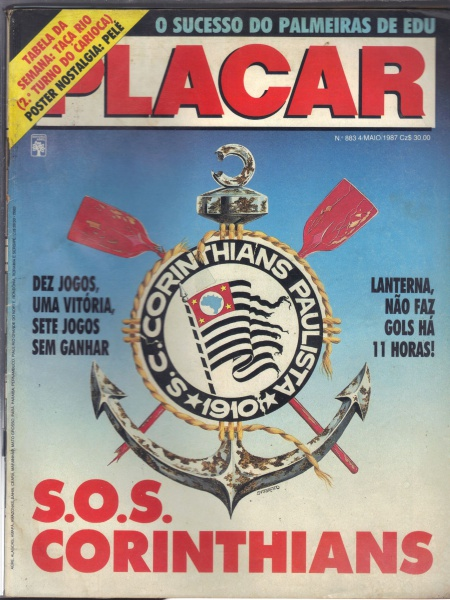 O SUCESSO DO PALMEIRAS DE EDU
TABELA DA
SEMANA: TAÇA RIO
(2.º TURNO DO CARIOCA)
POSTER NOSTALGIA: PELÉ
PLACAR
N.º 883 4/MAIO/1987 Cz$ 30,00
DEZ JOGOS,
UMA VITÓRIA,
SETE JOGOS
SEM GANHAR
S.C. CORINTHIANS PAULISTA
1910
LANTERNA,
NÃO FAZ
GOLS HÁ
11 HORAS!
S.O.S.
CORINTHIANS